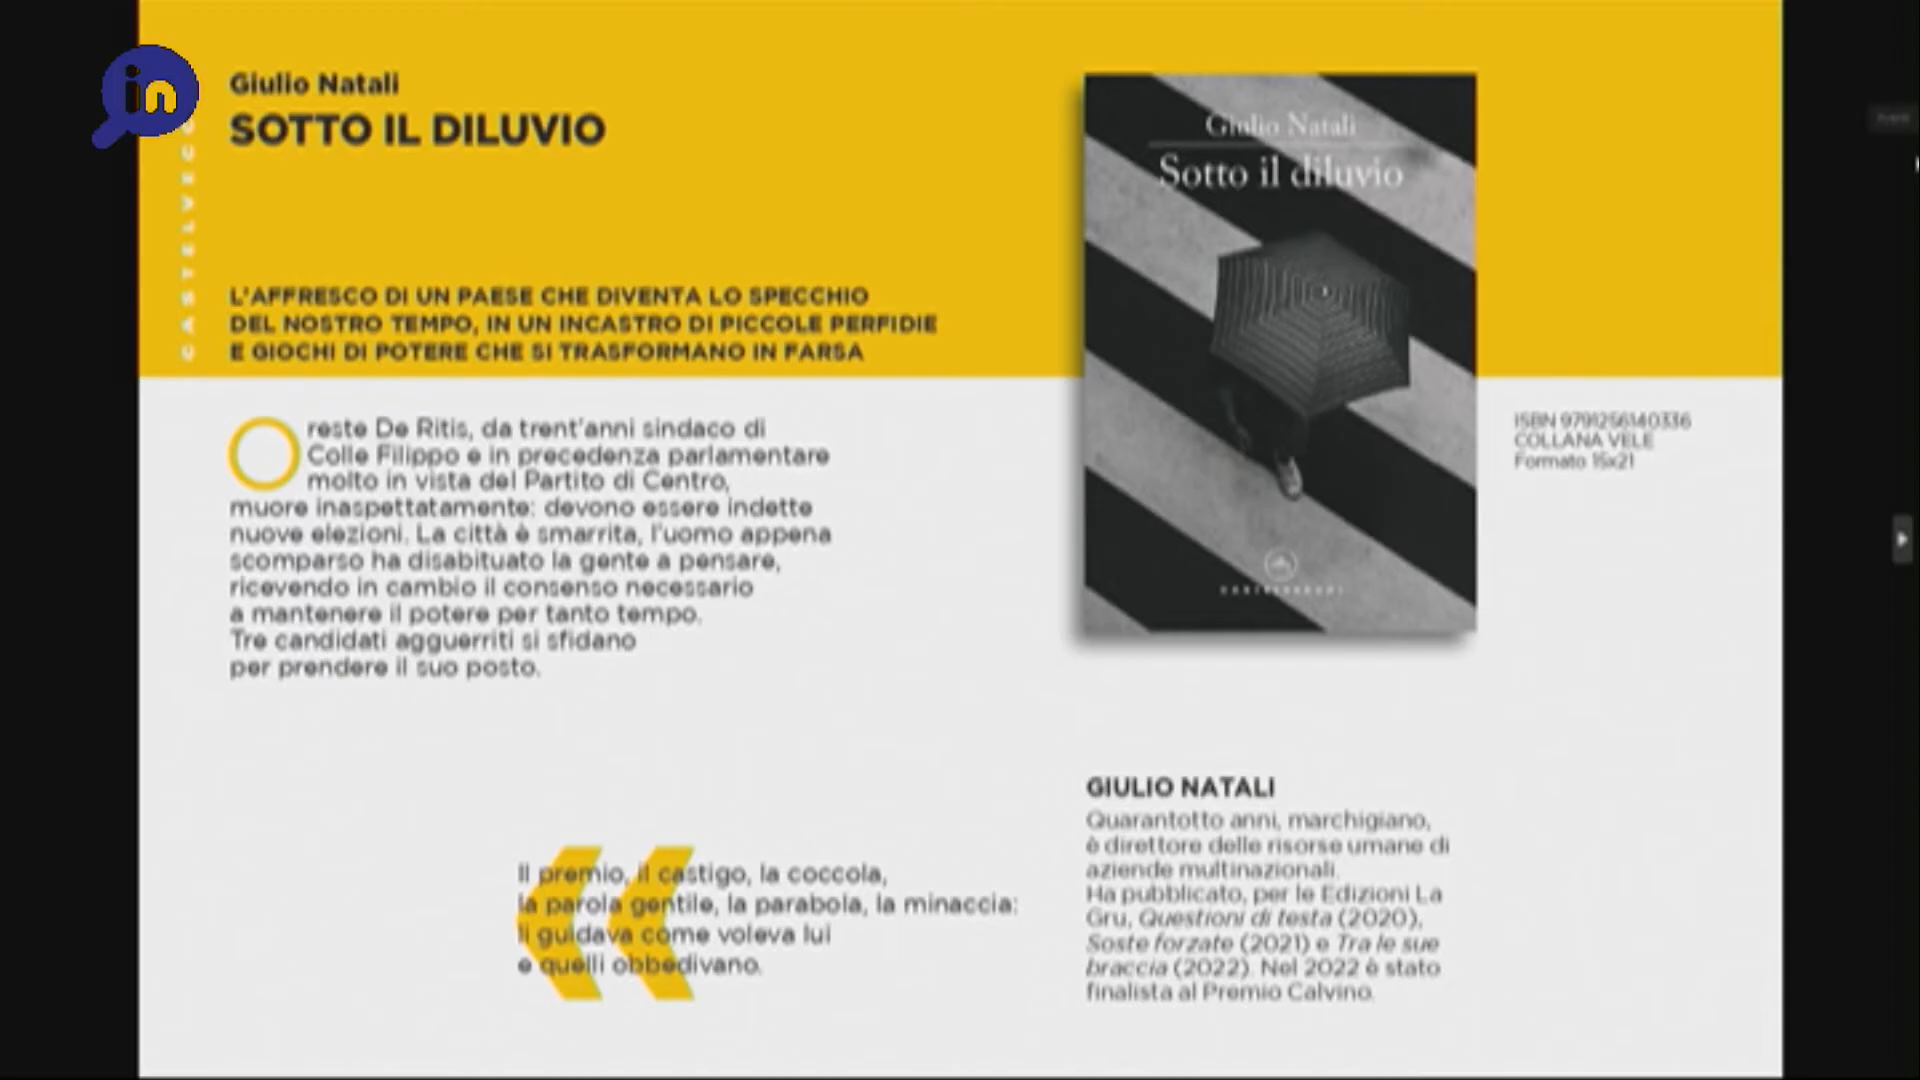 in
Giulio Natali
SOTTO IL DILUVIO
L'AFFRESCO DI UN PAESE CHE DIVENTA LO SPECCHIO
DEL NOSTRO TEMPO, IN UN INCASTRO DI PICCOLE PERFIDIE
E GIOCHI DI POTERE CHE SI TRASFORMANO IN FARSA
Oreste De Ritis, da trent'anni sindaco di
Colle Filippo e in precedenza parlamentare
molto in vista del Partito di Centro,
muore inaspettatamente: devono essere indette
nuove elezioni. La città è smarrita, l'uomo appena
scomparso ha disabituato la gente a pensare,
ricevendo in cambio il consenso necessario
a mantenere il potere per tanto tempo.
Tre candidati agguerriti si sfidano
per prendere il suo posto.
Il premio, il castigo, la coccola,
la parola gentile, la parabola, la minaccia:
li guidava come voleva lui
e quelli obbedivano.
Giulio Natali
Sotto il diluvio
ISBN 9791256140336
COLLANA VELE
Formato 15x21
GIULIO NATALI
Quarantotto anni, marchigiano,
è direttore delle risorse umane di
aziende multinazionali.
Ha pubblicato, per le Edizioni La
Gru, Questioni di testa (2020),
Soste forzate (2021) e Tra le sue
braccia (2022). Nel 2022 è stato
finalista al Premio Calvino.